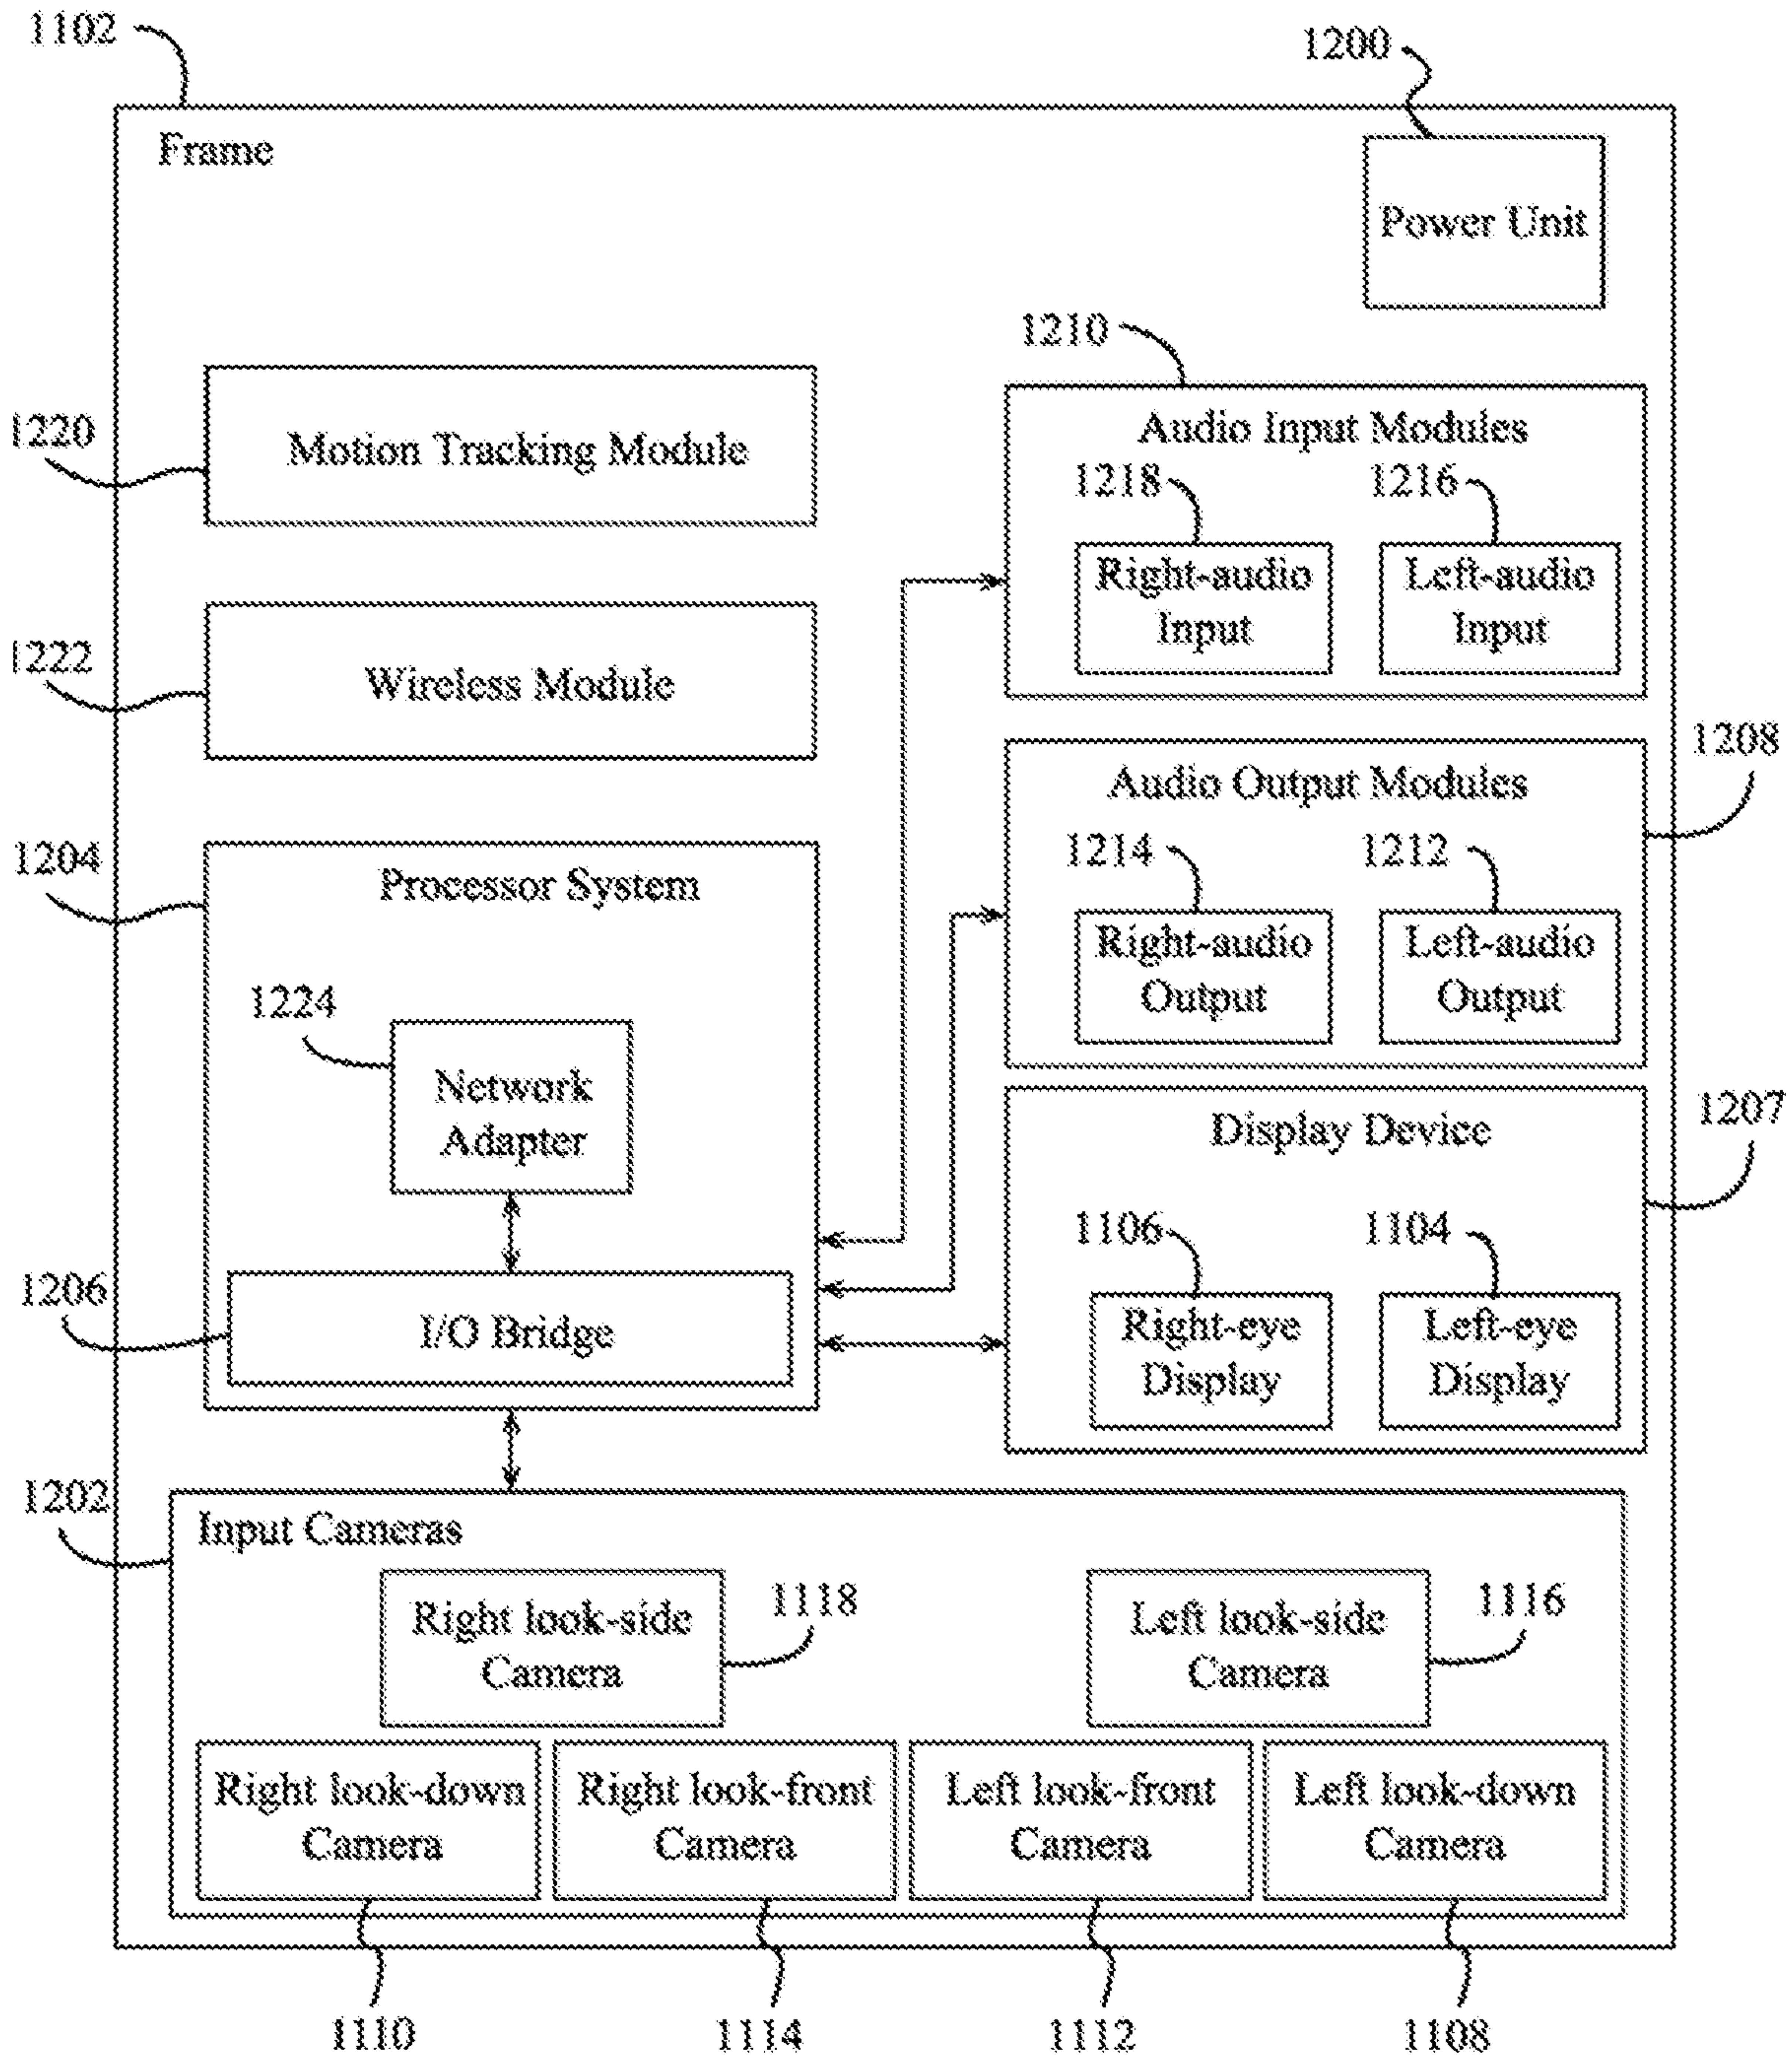 1102
1200
Frame
Power Unit
1210
1220
Motion Tracking Module
Audio Input Modules
1218
1216
Right-audio
Input
Left-audio
Input
1222
Wireless Module
1208
Audio Output Modules
1214
1212
Right-audio
Output
Left-audio
Output
1204
Processor System
1224
Network
Adapter
1207
Display Device
1106
1104
Right-eye
Display
Left-eye
Display
1206
I/O Bridge
1202
Input Cameras
Right look-side
Camera
1118
Left look-side
Camera
1116
Right look-down
Camera
Right look-front
Camera
Left look-front
Camera
Left look-down
Camera
1110
1114
1112
1108